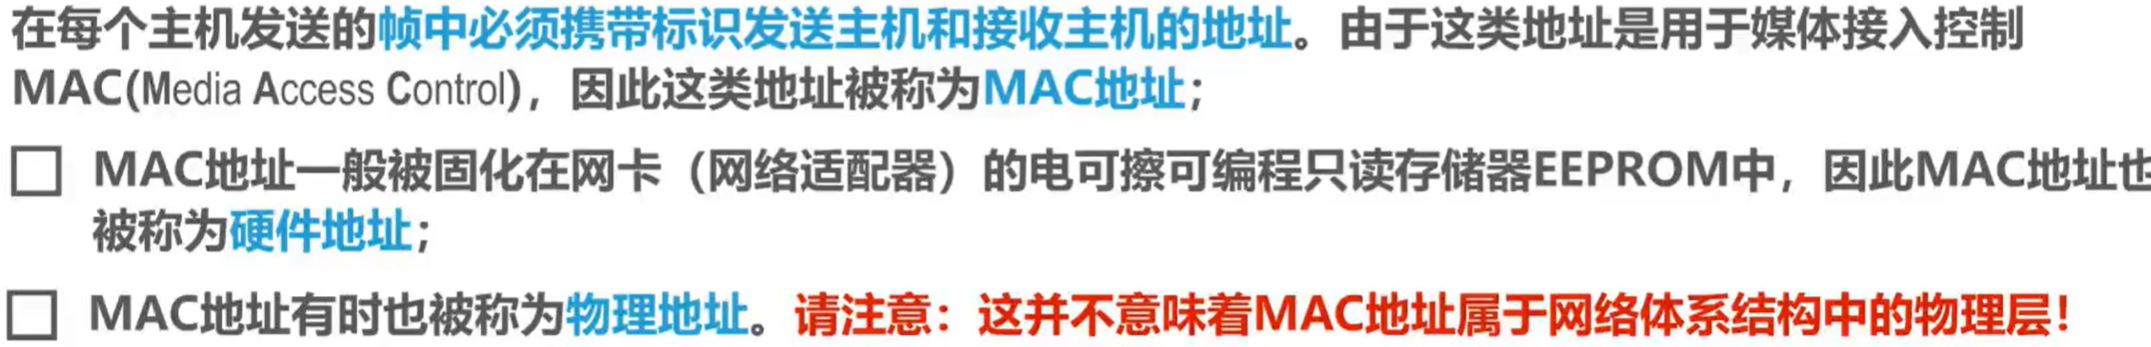 在每个主机发送的帧中必须携带标识发送主机和接收主机的地址。由于这类地址是用于媒体接入控制
MAC(Media Access Control)，因此这类地址被称为MAC地址；
MAC地址一般被固化在网卡（网络适配器）的电可擦可编程只读存储器EEPROM中，因此MAC地址也
被称为硬件地址；
MAC地址有时也被称为物理地址。请注意：这并不意味着MAC地址属于网络体系结构中的物理层！